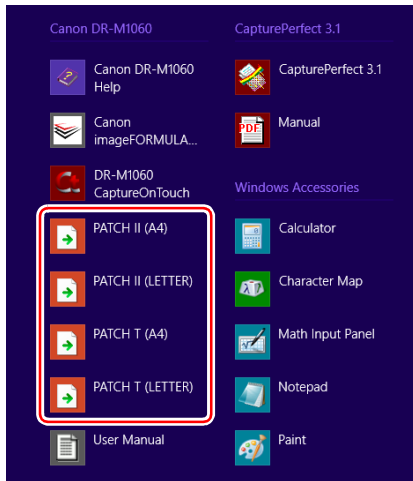 Canon DR-M1060
Canon DR-M1060
Help
Canon
imageFORMULA...
DR-M1060
CaptureOnTouch
PATCH II (A4)
PATCH II (LETTER)
PATCH T (A4)
PATCH T (LETTER)
User Manual
CapturePerfect 3.1
CapturePerfect 3.1
PDF
Manual
Windows Accessories
Calculator
Character Map
Math Input Panel
Notepad
Paint